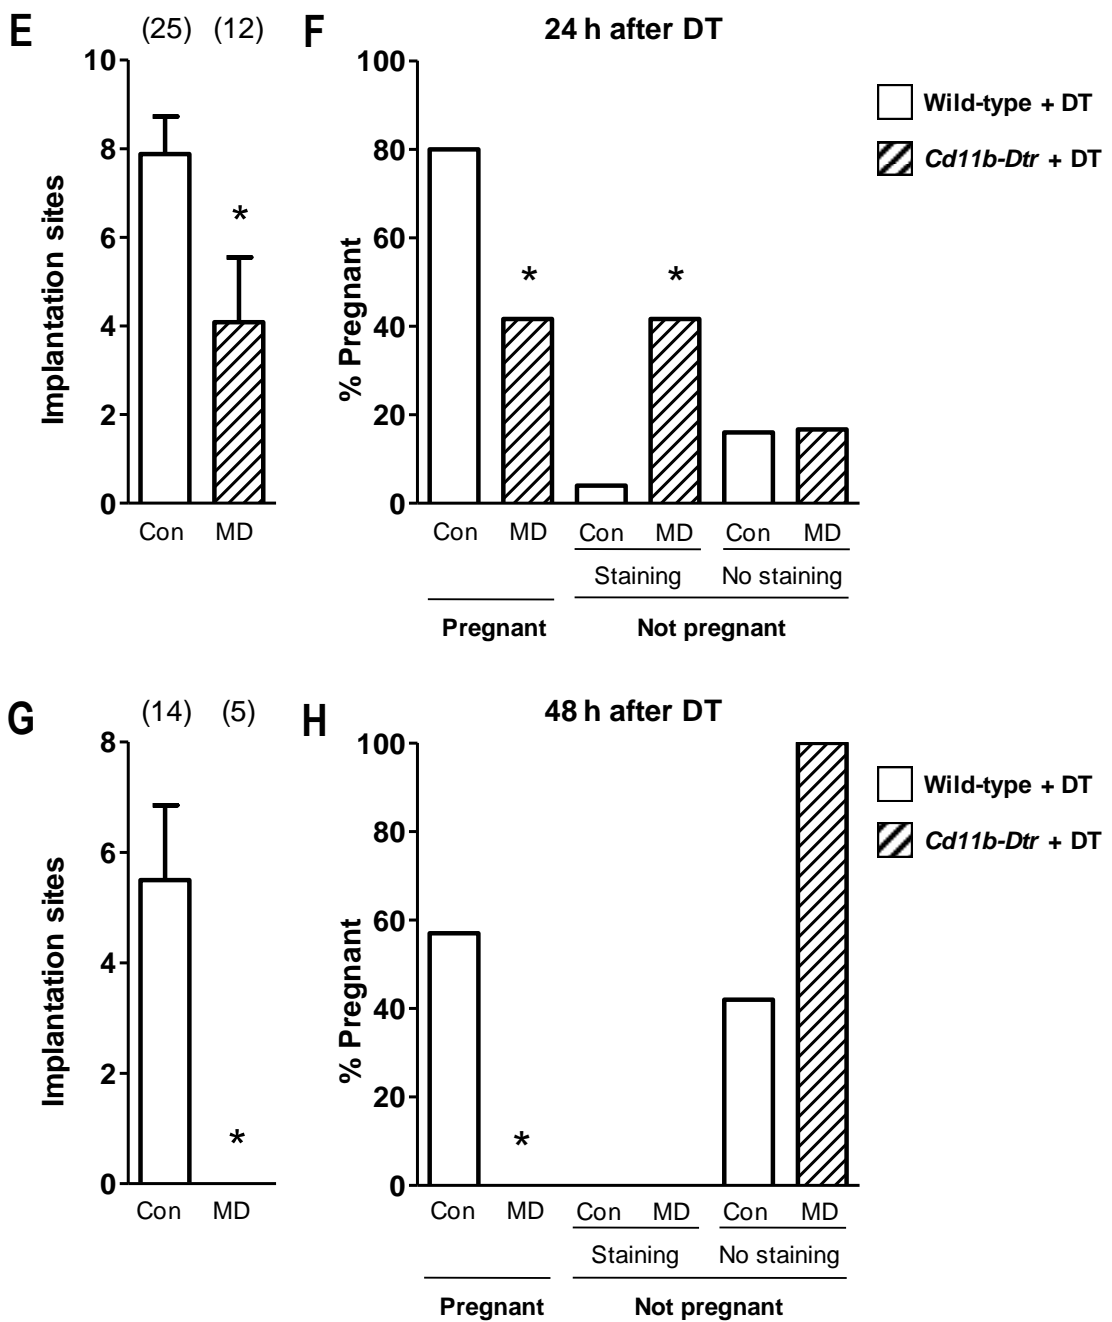 E
(25) (12)
Implantation sites
10
8
6
4
2
0
*
Con MD
F
24 h after DT
% Pregnant
100
80
60
40
20
0
* *
Con MD Con MD Con MD
Staining No staining
Pregnant Not pregnant
Wild-type + DT
Cd11b-Dtr + DT
G
(14) (5)
Implantation sites
8
6
4
2
0
*
Con MD
H
48 h after DT
% Pregnant
100
80
60
40
20
0
*
Con MD Con MD Con MD
Staining No staining
Pregnant Not pregnant
Wild-type + DT
Cd11b-Dtr + DT